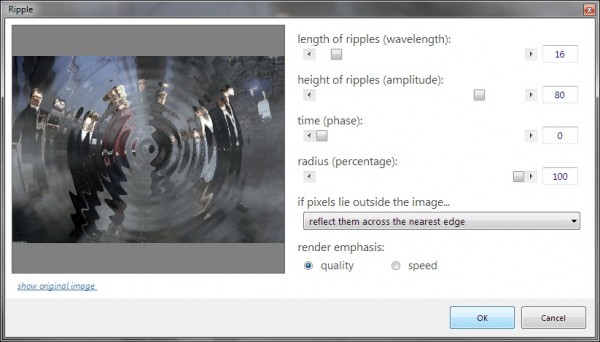 Ripple
length of ripples (wavelength):
16
height of ripples (amplitude):
80
time (phase):
0
radius (percentage):
100
if pixels lie outside the image...
reflect them across the nearest edge
render emphasis:
quality speed
show original image
OK Cancel